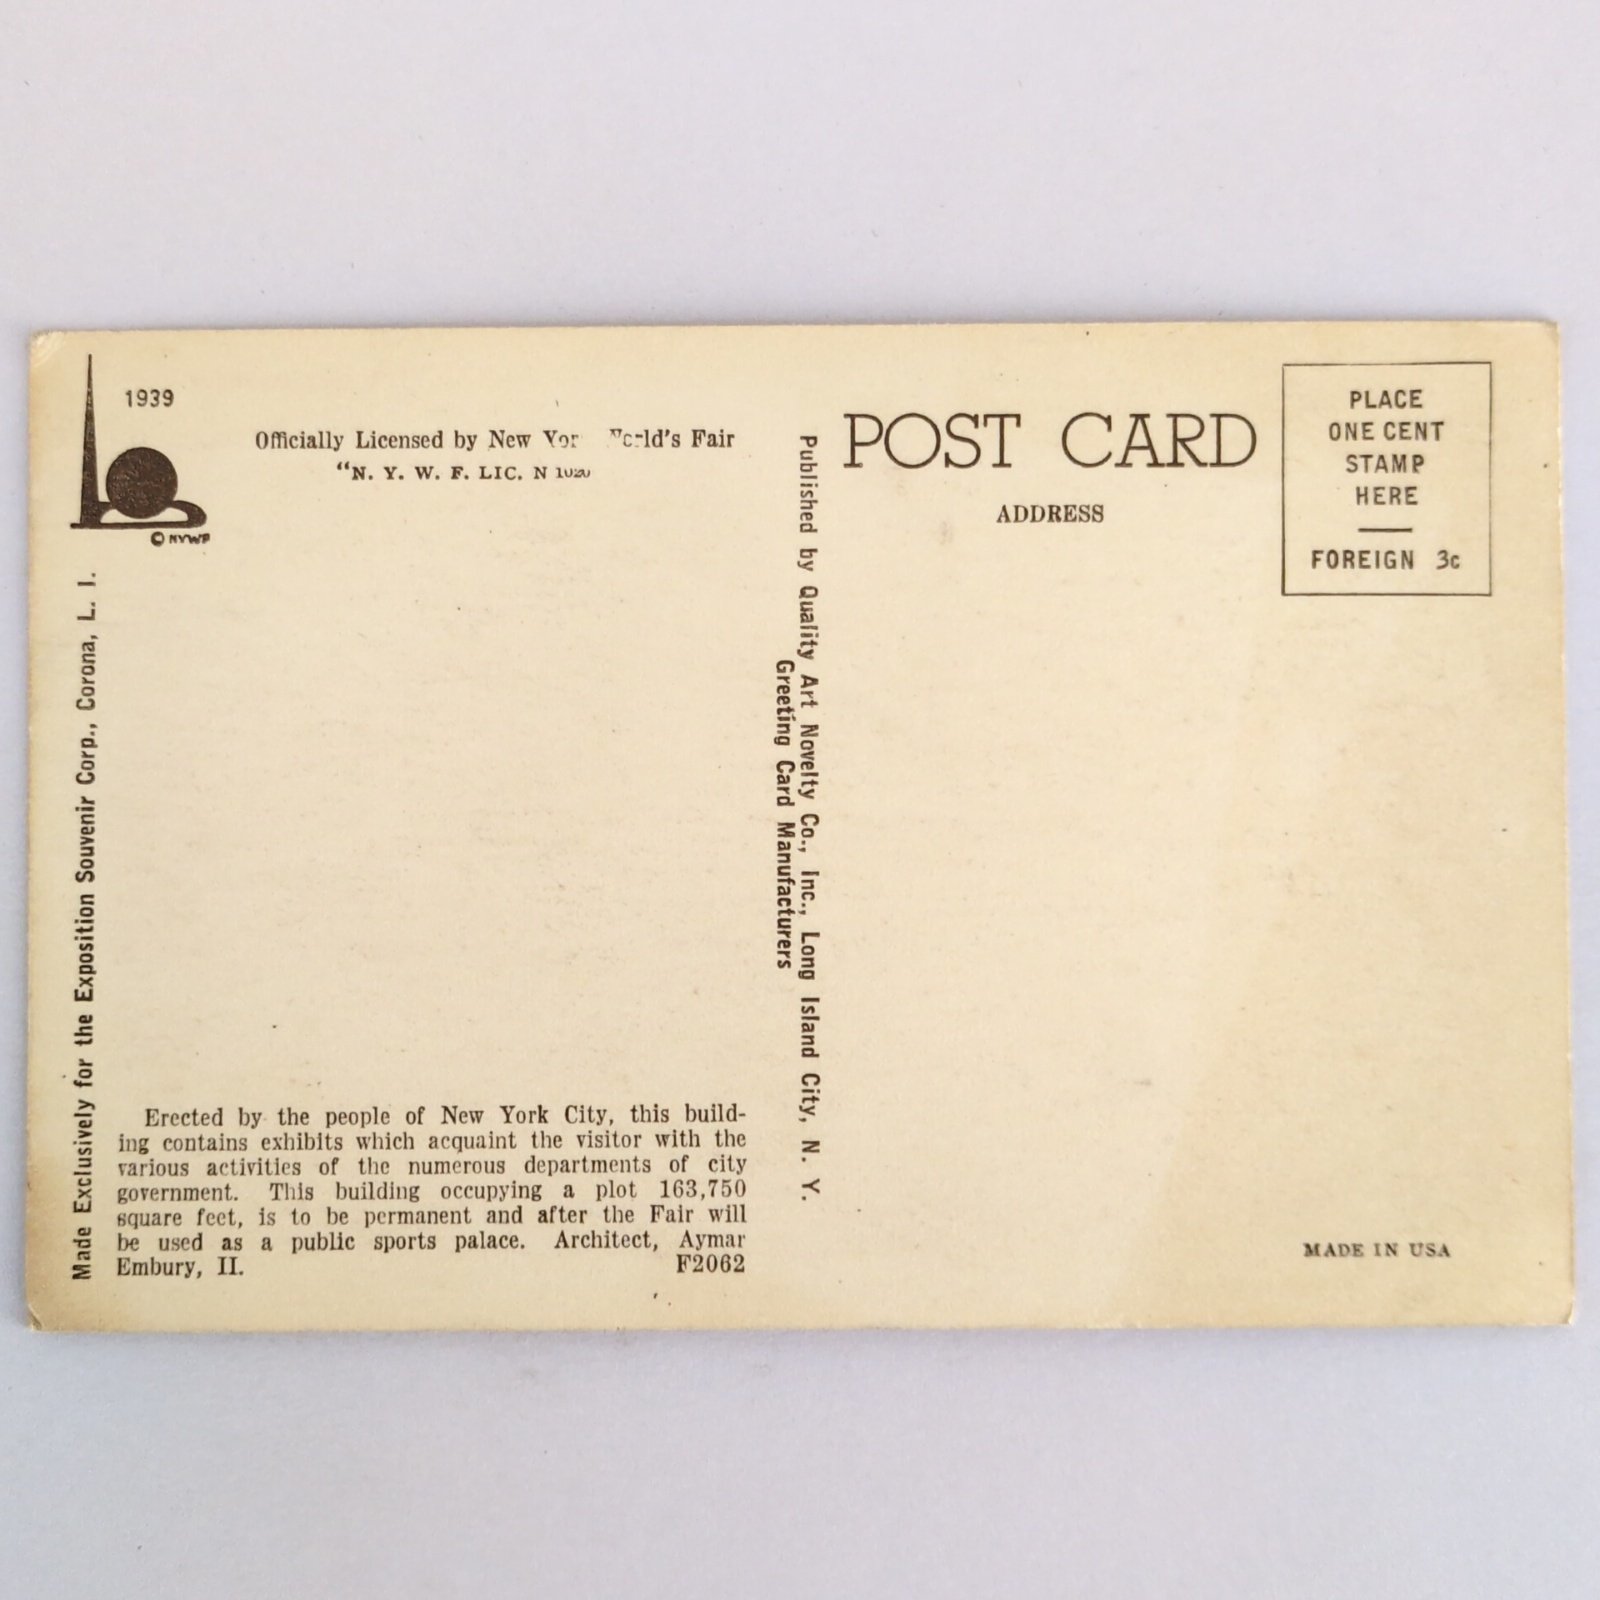 1939
© NYWF
Officially Licensed by New Yor World's Fair
"N. Y. W. F. LIC. N
Made Exclusively for the Exposition Souvenir Corp., Corona, L. I.
Erected by the people of New York City, this build-
ing contains exhibits which acquaint the visitor with the
various activities of the numerous departments of city
government. This building occupying a plot 163,750
square feet, is to be permanent and after the Fair will
be used as a public sports palace. Architect, Aymar
Embury, II. F2062
Published by Quality Art Novelty Co., Inc., Long Island City, N. Y.
Greeting Card Manufacturers
POST CARD
ADDRESS
PLACE
ONE CENT
STAMP
HERE
FOREIGN 3c
MADE IN USA